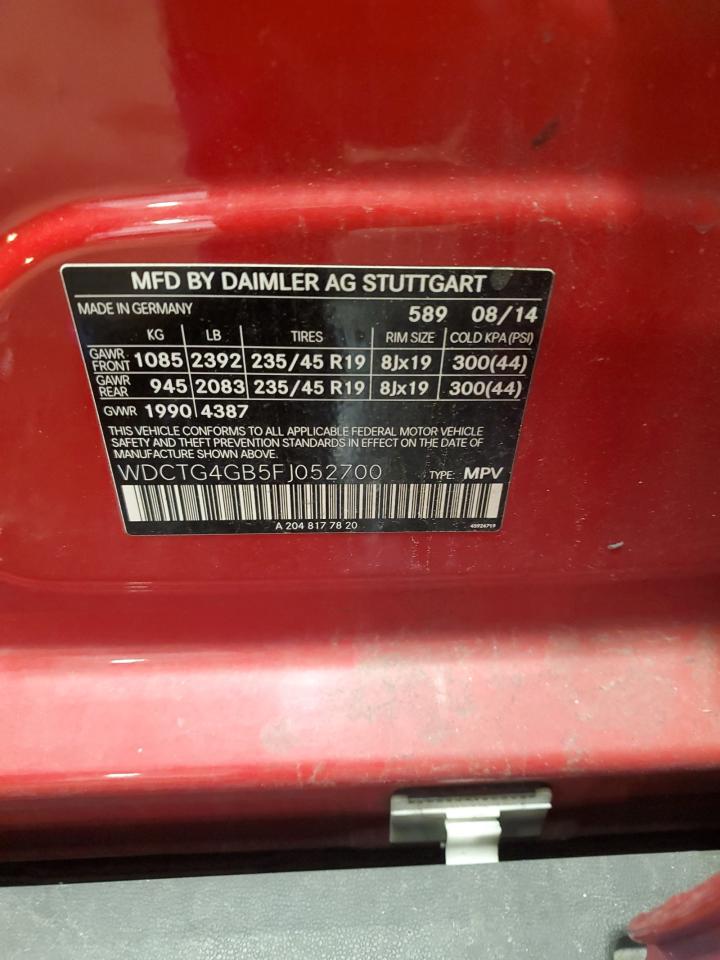 MFD BY DAIMLER AG STUTTGART
MADE IN GERMANY 589 08/14
KG LB TIRES RIM SIZE COLD KPA (PSI)
GAWR FRONT 1085 2392 235/45 R19 8Jx19 300(44)
GAWR REAR 945 2083 235/45 R19 8Jx19 300(44)
GVWR 1990 4387
THIS VEHICLE CONFORMS TO ALL APPLICABLE FEDERAL MOTOR VEHICLE
SAFETY AND THEFT PREVENTION STANDARDS IN EFFECT ON THE DATE OF
MANUFACTURE SHOWN ABOVE.
WDCTG4GB5FJ052700 TYPE: MPV
A 204 817 78 20